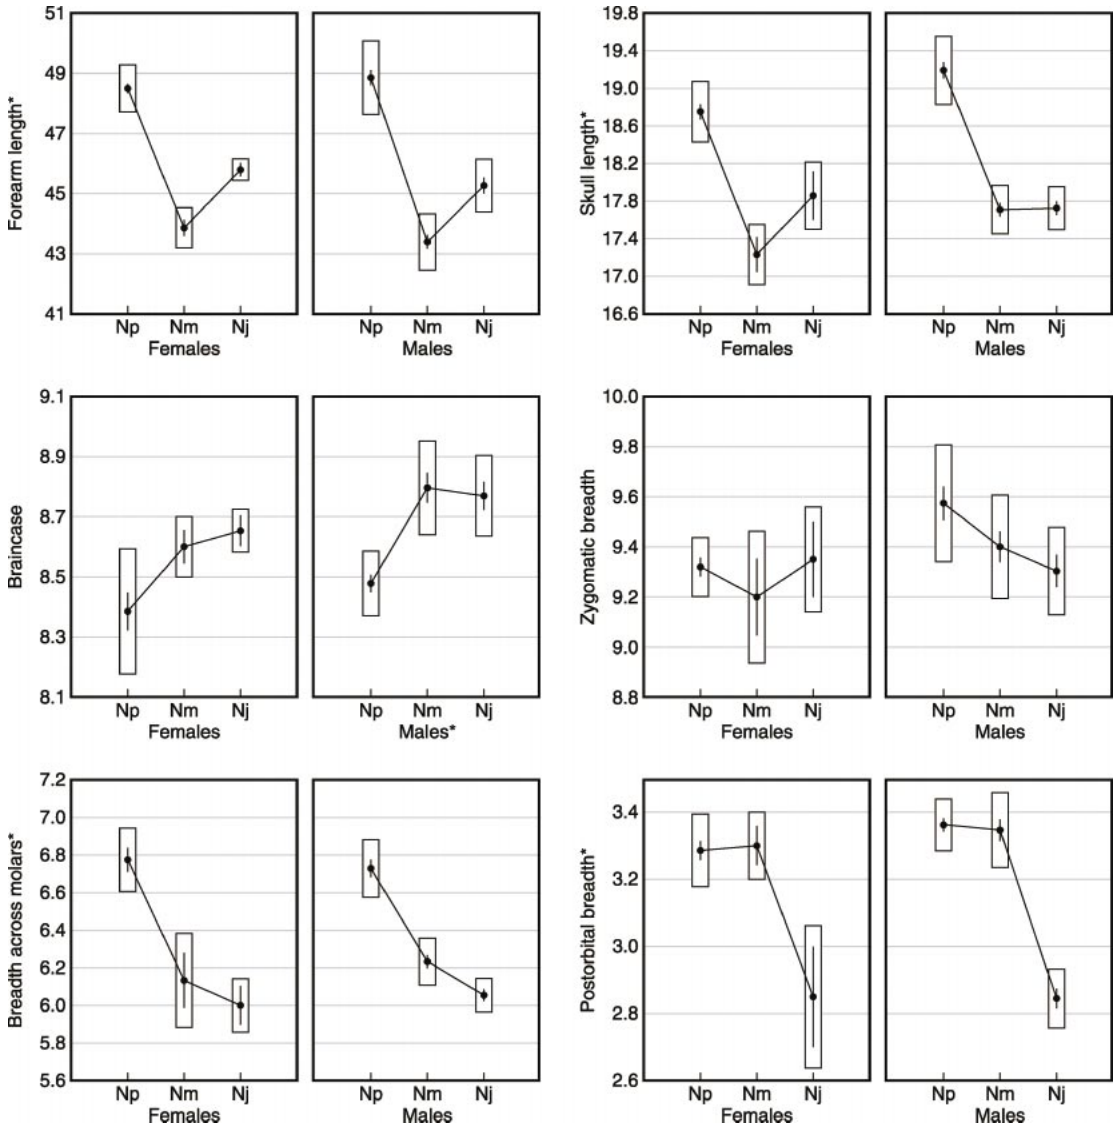 Forearm length*
51
49
47
45
43
41
Np Nm Nj
Females
Np Nm Nj
Males
Skull length*
19.8
19.4
19.0
18.6
18.2
17.8
17.4
17.0
16.6
Np Nm Nj
Females
Np Nm Nj
Males
Braincase
9.1
8.9
8.7
8.5
8.3
8.1
Np Nm Nj
Females
Np Nm Nj
Males*
Zygomatic breadth
10.0
9.8
9.6
9.4
9.2
9.0
8.8
Np Nm Nj
Females
Np Nm Nj
Males
Breadth across molars*
7.2
7.0
6.8
6.6
6.4
6.2
6.0
5.8
5.6
Np Nm Nj
Females
Np Nm Nj
Males
Postorbital breadth*
3.4
3.2
3.0
2.8
2.6
Np Nm Nj
Females
Np Nm Nj
Males